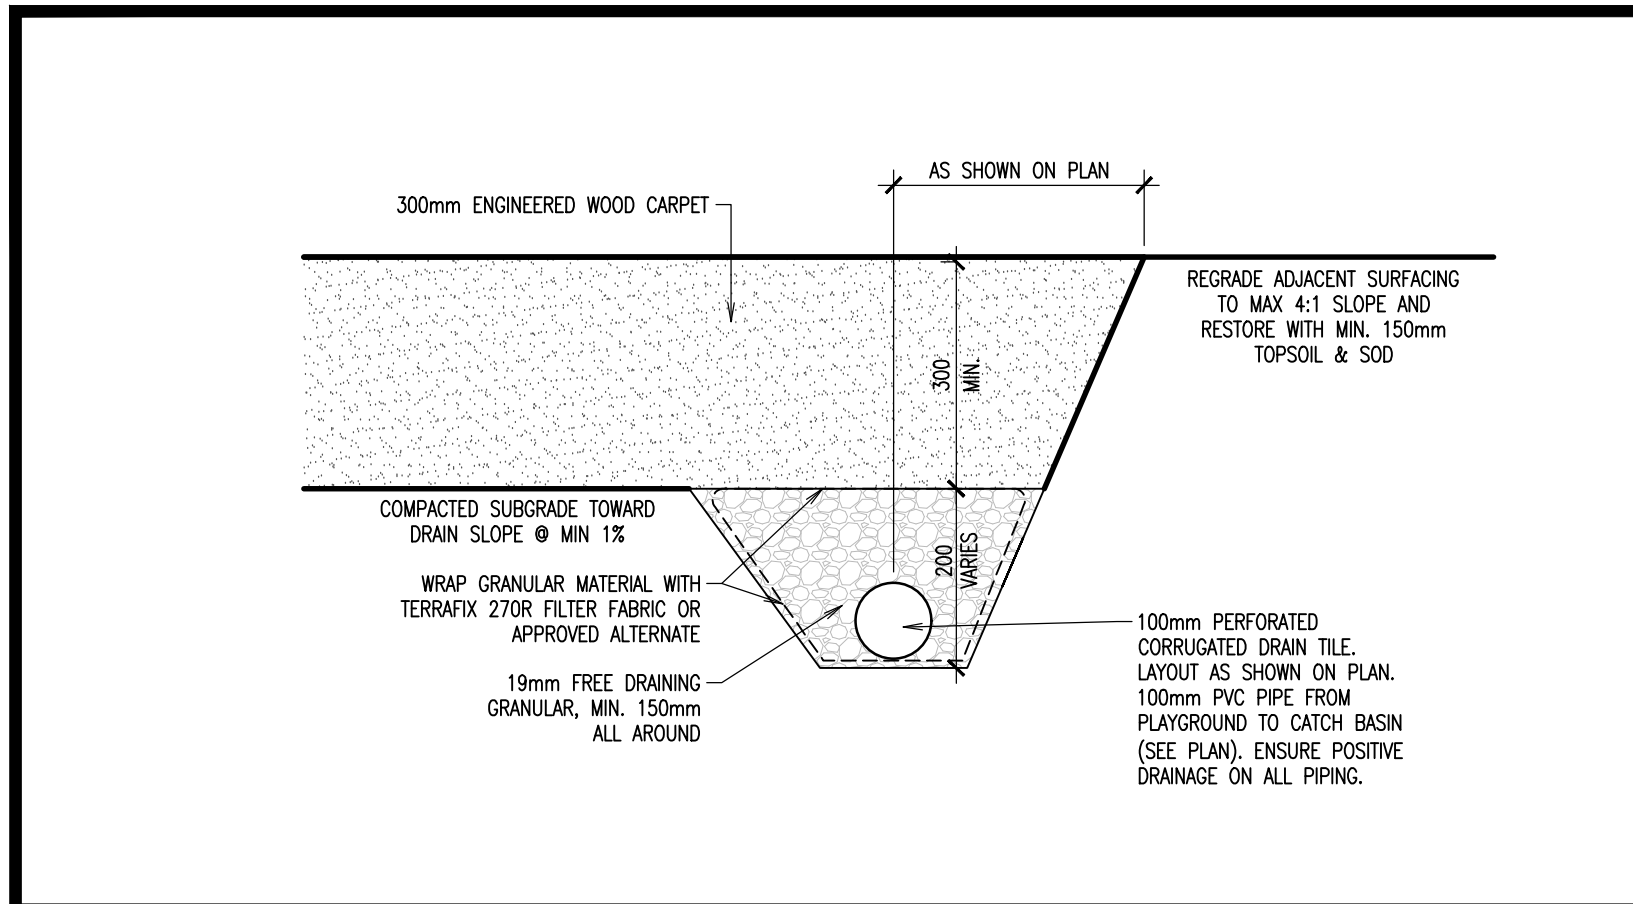 AS SHOWN ON PLAN
300mm ENGINEERED WOOD CARPET
REGRADE ADJACENT SURFACING
TO MAX 4:1 SLOPE AND
RESTORE WITH MIN. 150mm
TOPSOIL & SOD
300
MIN.
COMPACTED SUBGRADE TOWARD
DRAIN SLOPE @ MIN 1%
200
VARIES
WRAP GRANULAR MATERIAL WITH
TERRAFIX 270R FILTER FABRIC OR
APPROVED ALTERNATE
19mm FREE DRAINING
GRANULAR, MIN. 150mm
ALL AROUND
100mm PERFORATED
CORRUGATED DRAIN TILE.
LAYOUT AS SHOWN ON PLAN.
100mm PVC PIPE FROM
PLAYGROUND TO CATCH BASIN
(SEE PLAN). ENSURE POSITIVE
DRAINAGE ON ALL PIPING.